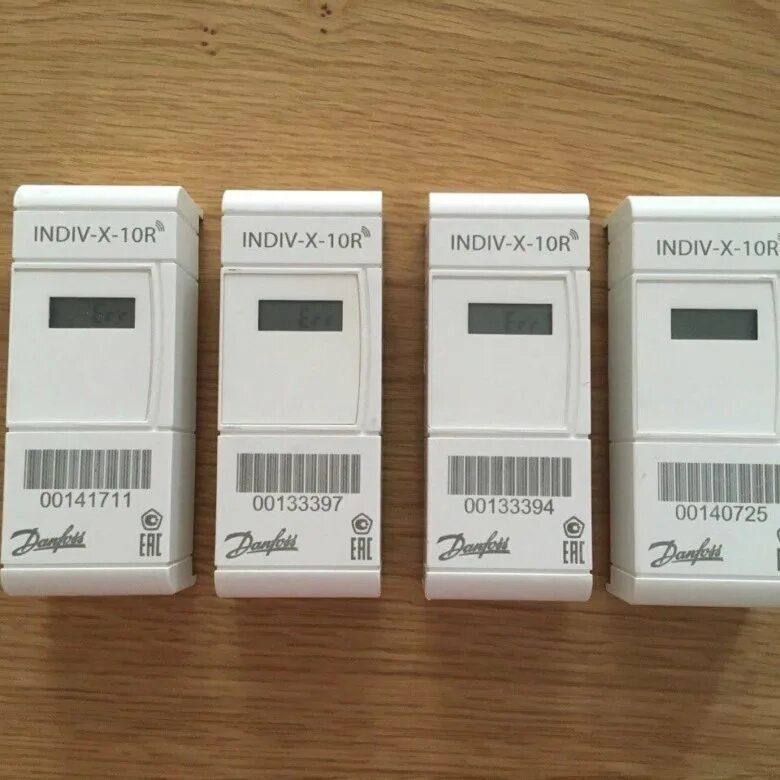 INDIV-X-10R
Err
00141711
Danfoss
EAC
INDIV-X-10R
Err
00133397
Danfoss
EAC
INDIV-X-10R
Err
00133394
Danfoss
EAC
INDIV-X-10R
00140725
Danfoss